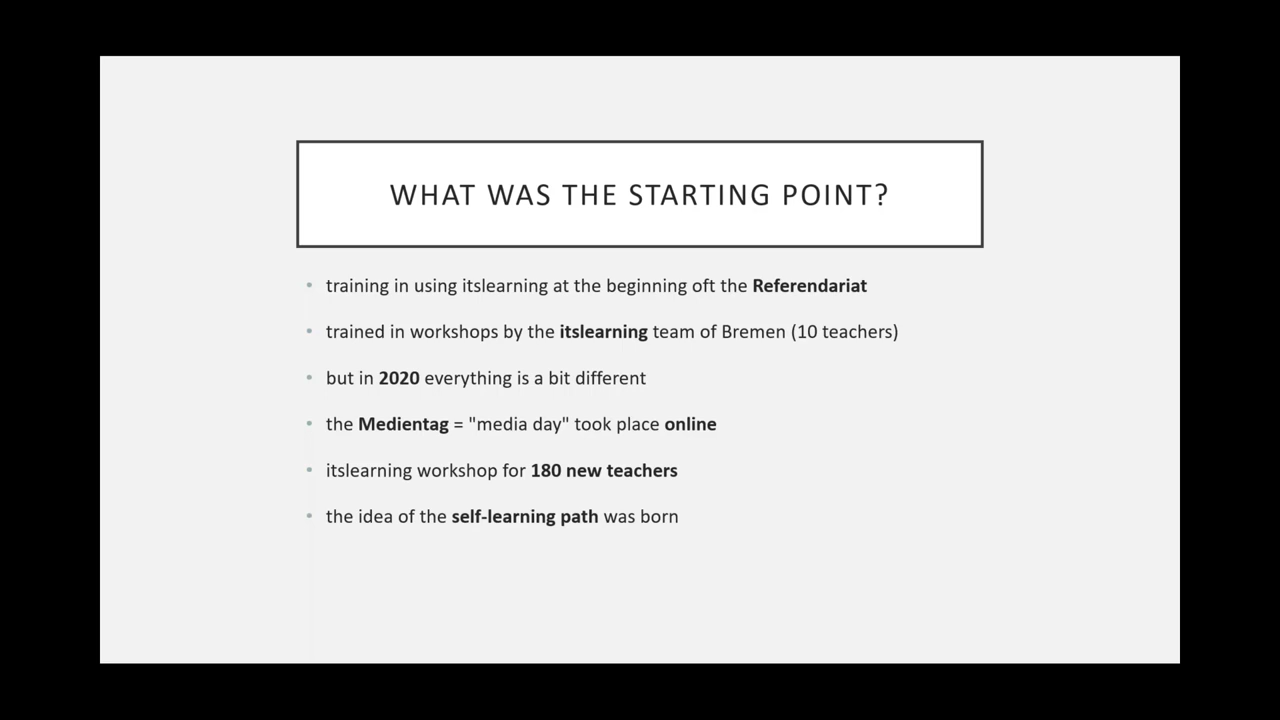 WHAT WAS THE STARTING POINT?
• training in using itslearning at the beginning oft the Referendariat
• trained in workshops by the itslearning team of Bremen (10 teachers)
• but in 2020 everything is a bit different
• the Medientag = "media day" took place online
• itslearning workshop for 180 new teachers
• the idea of the self-learning path was born